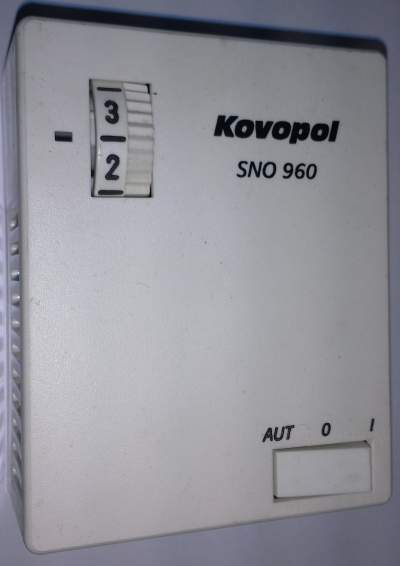 3
2
Kovopol
SNO 960
AUT 0 I